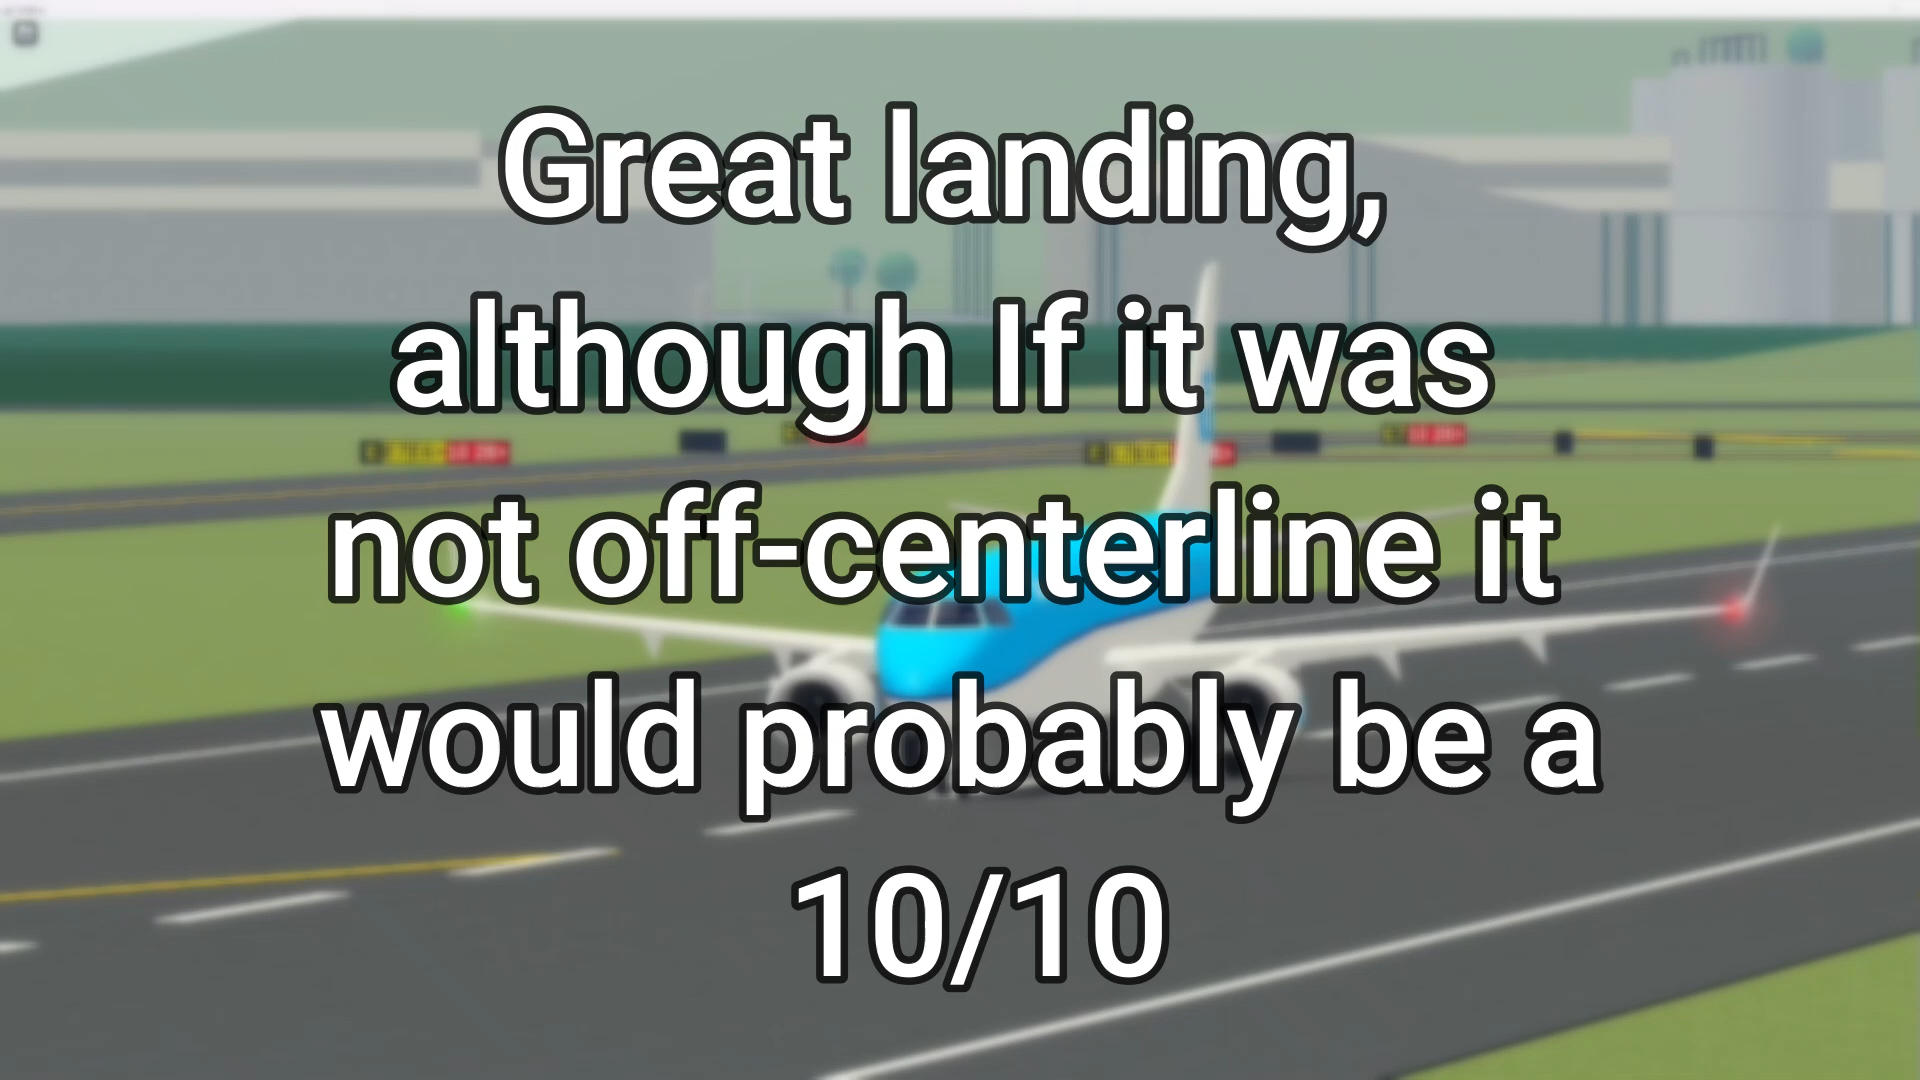 Great landing,
although If it was
not off-centerline it
would probably be a
10/10